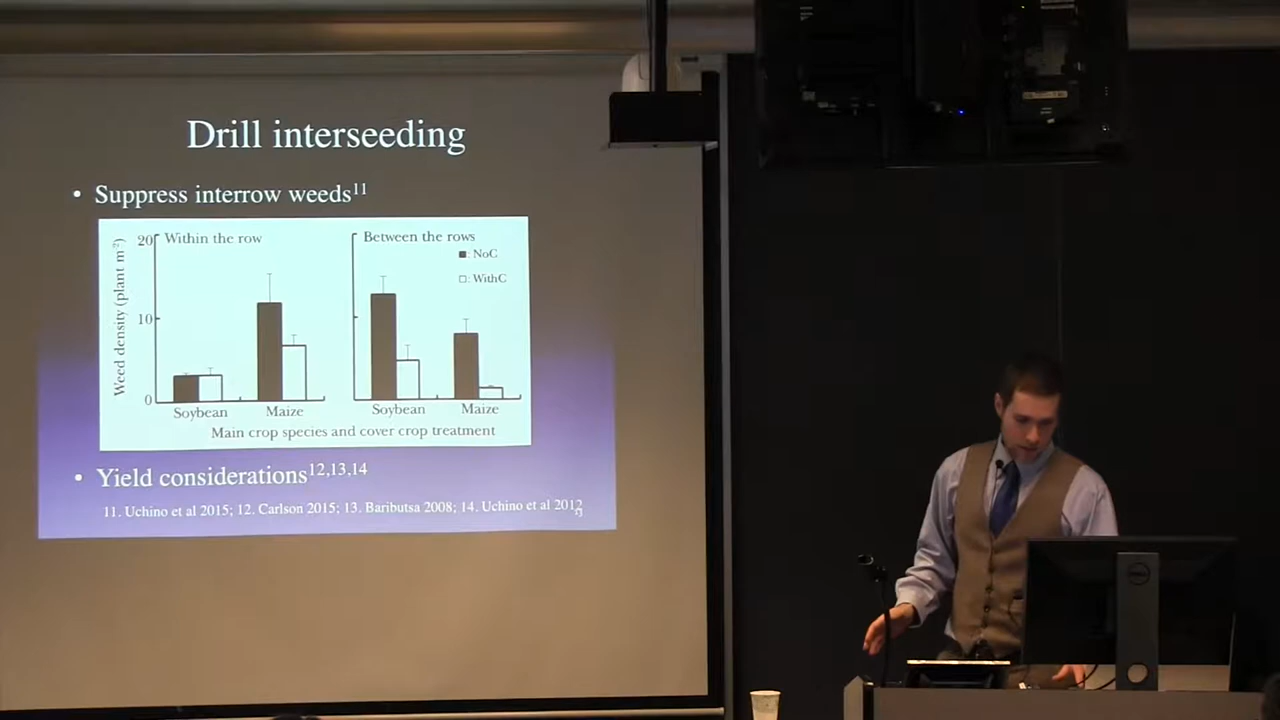 Drill interseeding
• Suppress interrow weeds11
Weed density (plant m-2)
20
10
0
Within the row
Between the rows
■: NoC
□: WithC
Soybean
Maize
Soybean
Maize
Main crop species and cover crop treatment
• Yield considerations12,13,14
11. Uchino et al 2015; 12. Carlson 2015; 13. Baributsa 2008; 14. Uchino et al 2012
DELL